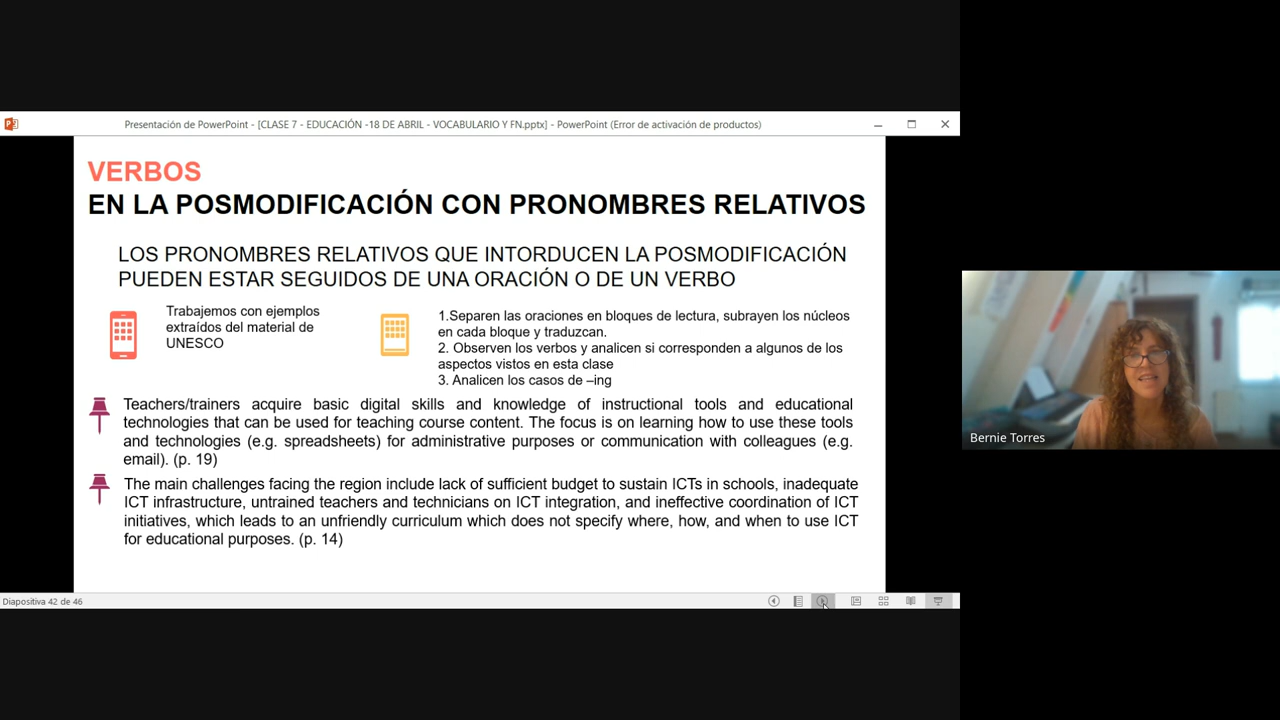 Presentación de PowerPoint - [CLASE 7 - EDUCACIÓN -18 DE ABRIL - VOCABULARIO Y FN.pptx] - PowerPoint (Error de activación de productos)
VERBOS
EN LA POSMODIFICACIÓN CON PRONOMBRES RELATIVOS
LOS PRONOMBRES RELATIVOS QUE INTORDUCEN LA POSMODIFICACIÓN
PUEDEN ESTAR SEGUIDOS DE UNA ORACIÓN O DE UN VERBO
Trabajemos con ejemplos
extraídos del material de
UNESCO
1.Separen las oraciones en bloques de lectura, subrayen los núcleos
en cada bloque y traduzcan.
2. Observen los verbos y analicen si corresponden a algunos de los
aspectos vistos en esta clase
3. Analicen los casos de –ing
Teachers/trainers acquire basic digital skills and knowledge of instructional tools and educational
technologies that can be used for teaching course content. The focus is on learning how to use these tools
and technologies (e.g. spreadsheets) for administrative purposes or communication with colleagues (e.g.
email). (p. 19)
The main challenges facing the region include lack of sufficient budget to sustain ICTs in schools, inadequate
ICT infrastructure, untrained teachers and technicians on ICT integration, and ineffective coordination of ICT
initiatives, which leads to an unfriendly curriculum which does not specify where, how, and when to use ICT
for educational purposes. (p. 14)
Diapositiva 42 de 46
Bernie Torres